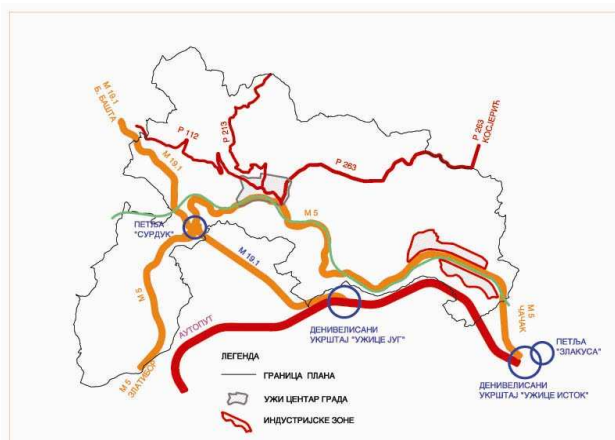 М 19.1
Б. БАШТА
Р 112
Р 213
Р 263
КОСЈЕРИЋ
Р 263
М 19.1
М 5
ПЕТЉА
"СУРДУК"
М 19.1
М 5
М 5
ЧАЧАК
АУТОПУТ
ДЕНИВЕЛИСАНИ
УКРШТАЈ "УЖИЦЕ ЈУГ"
ПЕТЉА
"ЗЛАКУСА"
М 5
ЗЛАТИБОР
ДЕНИВЕЛИСАНИ
УКРШТАЈ "УЖИЦЕ ИСТОК"
ЛЕГЕНДА
ГРАНИЦА ПЛАНА
УЖИ ЦЕНТАР ГРАДА
ИНДУСТРИЈСКЕ ЗОНЕ